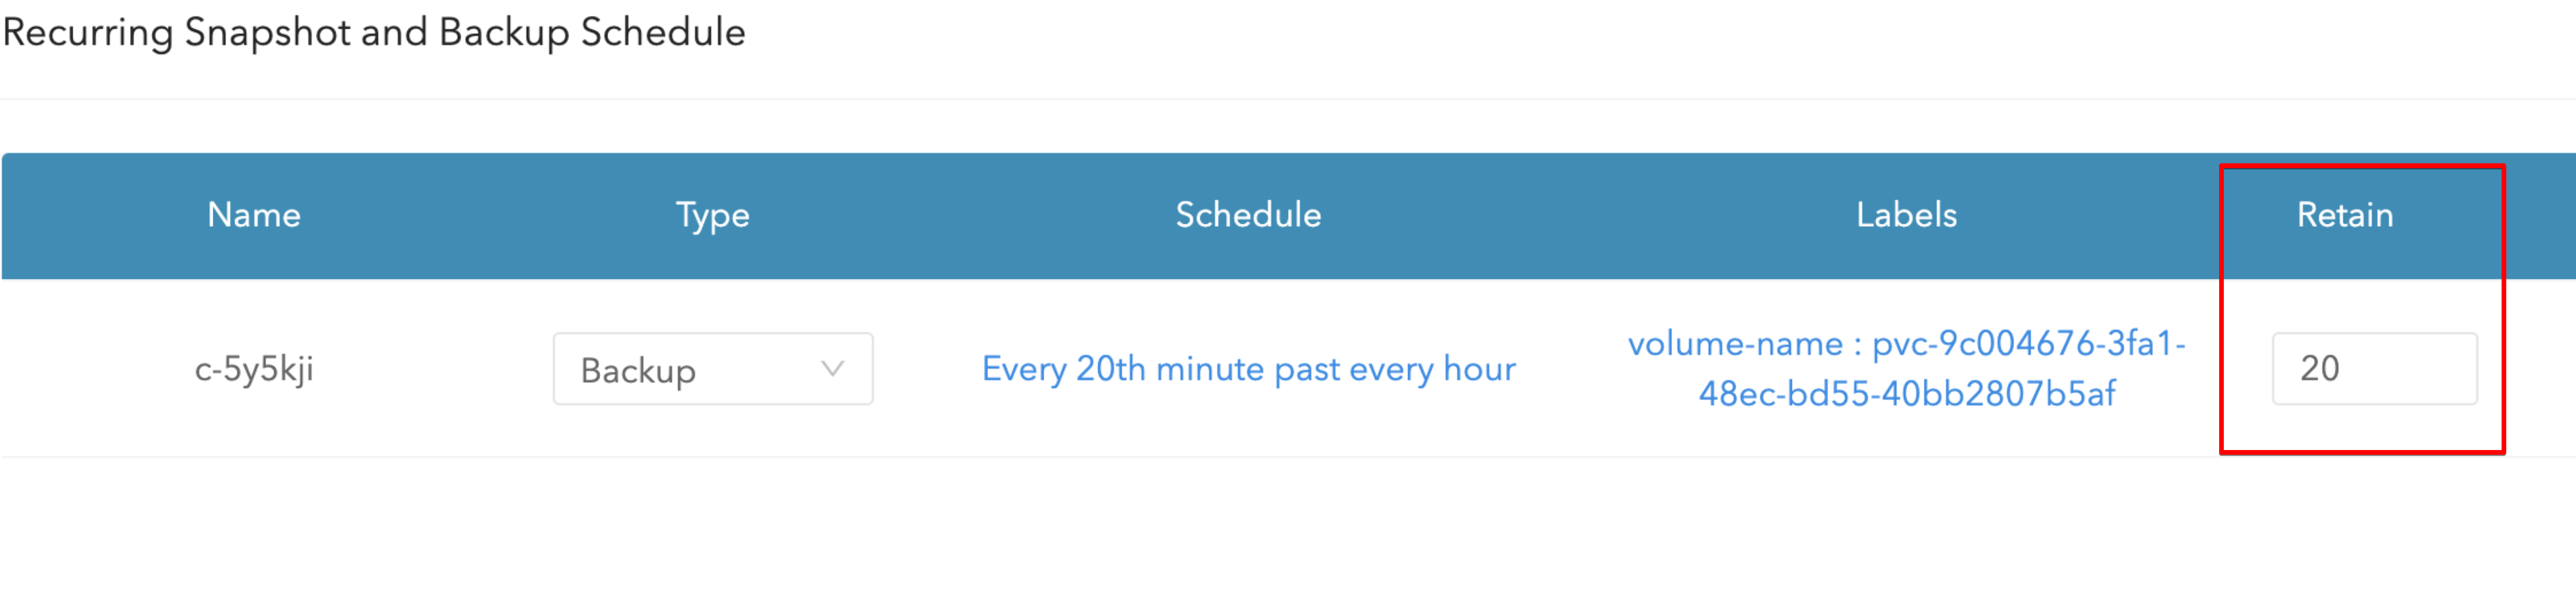 Recurring Snapshot and Backup Schedule
Name Type Schedule Labels Retain
c-5y5kji Backup Every 20th minute past every hour volume-name : pvc-9c004676-3fa1-
48ec-bd55-40bb2807b5af 20